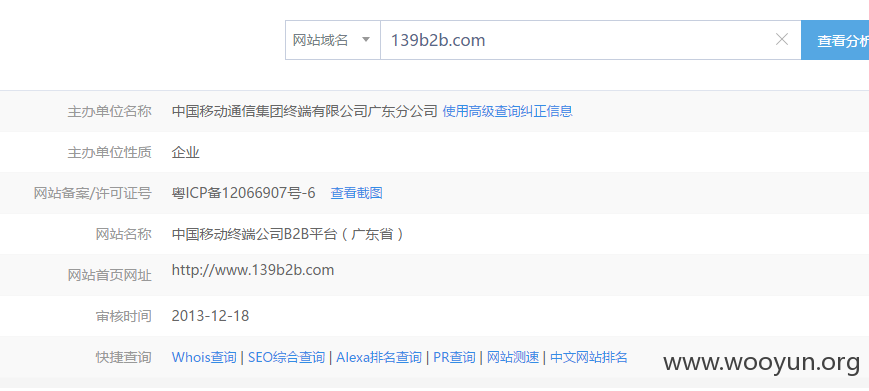 网站域名 139b2b.com 查看分析
主办单位名称 中国移动通信集团终端有限公司广东分公司 使用高级查询纠正信息
主办单位性质 企业
网站备案/许可证号 粤ICP备12066907号-6 查看截图
网站名称 中国移动终端公司B2B平台（广东省）
网站首页网址 http://www.139b2b.com
审核时间 2013-12-18
快捷查询 Whois查询 | SEO综合查询 | Alexa排名查询 | PR查询 | 网站测速 | 中文网站排名
www.wooyun.org